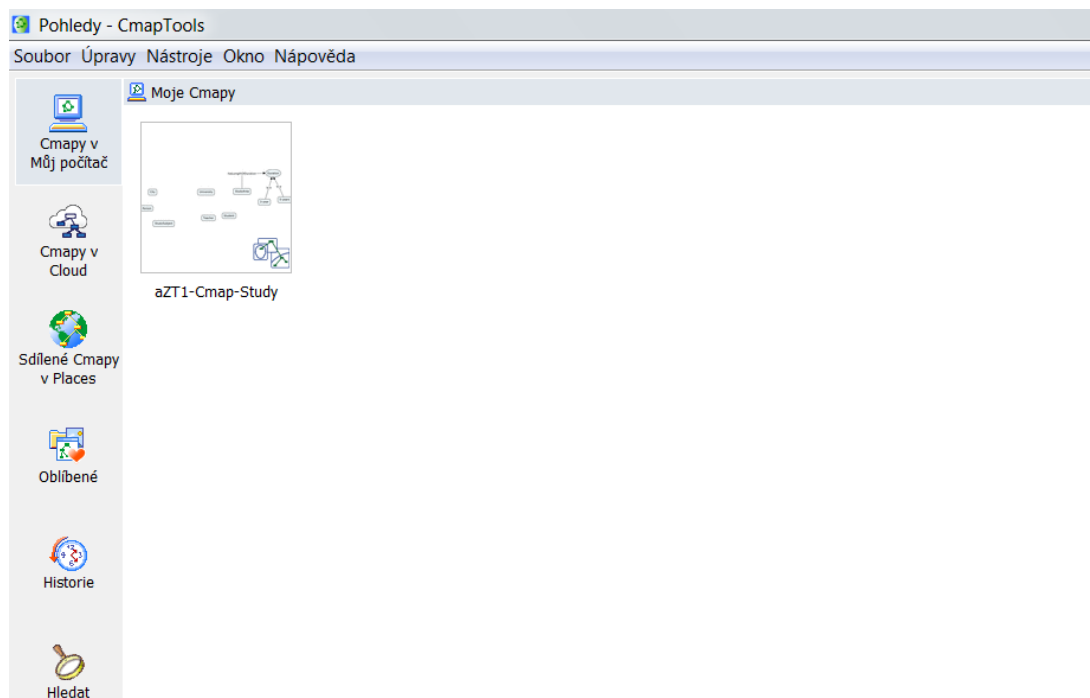 Pohledy - CmapTools
Soubor Úpravy Nástroje Okno Nápověda
Moje Cmapy
Cmapy v
Můj počítač
aZT1-Cmap-Study
Cmapy v
Cloud
Sdílené Cmapy
v Places
Oblíbené
Historie
Hledat